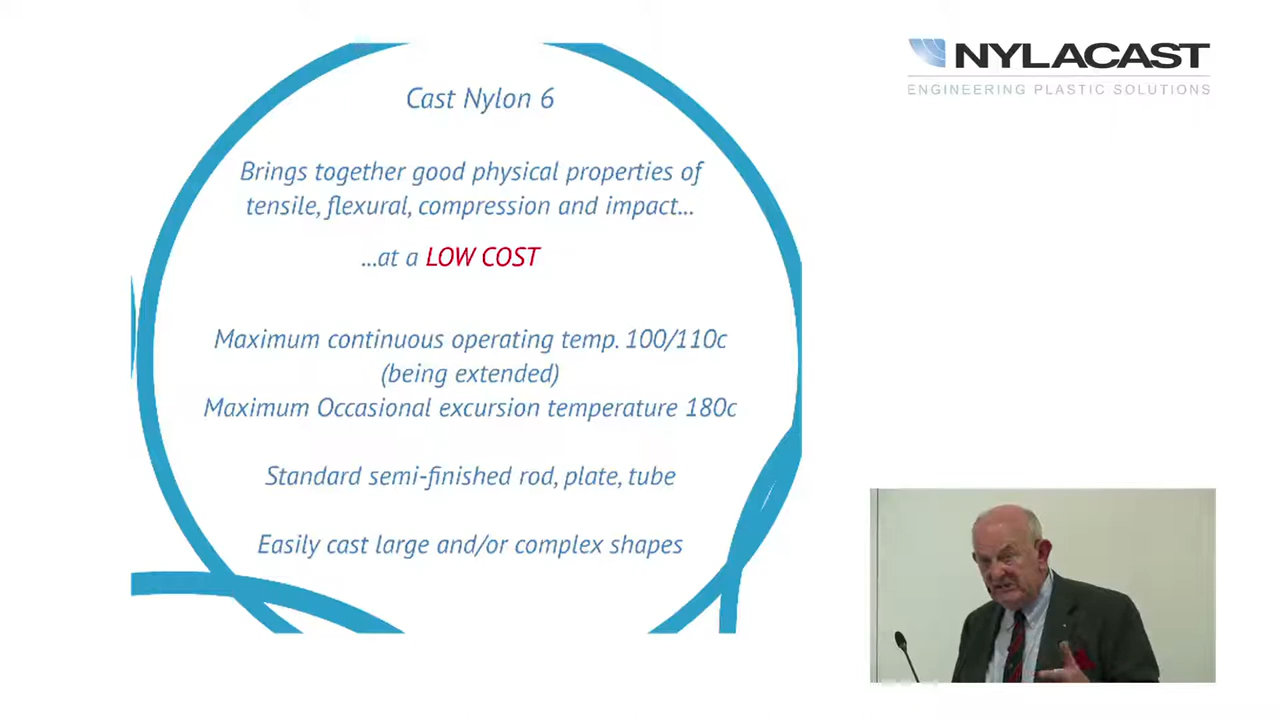 NYLACAST
ENGINEERING PLASTIC SOLUTIONS
Cast Nylon 6
Brings together good physical properties of
tensile, flexural, compression and impact...
...at a LOW COST
Maximum continuous operating temp. 100/110c
(being extended)
Maximum Occasional excursion temperature 180c
Standard semi-finished rod, plate, tube
Easily cast large and/or complex shapes